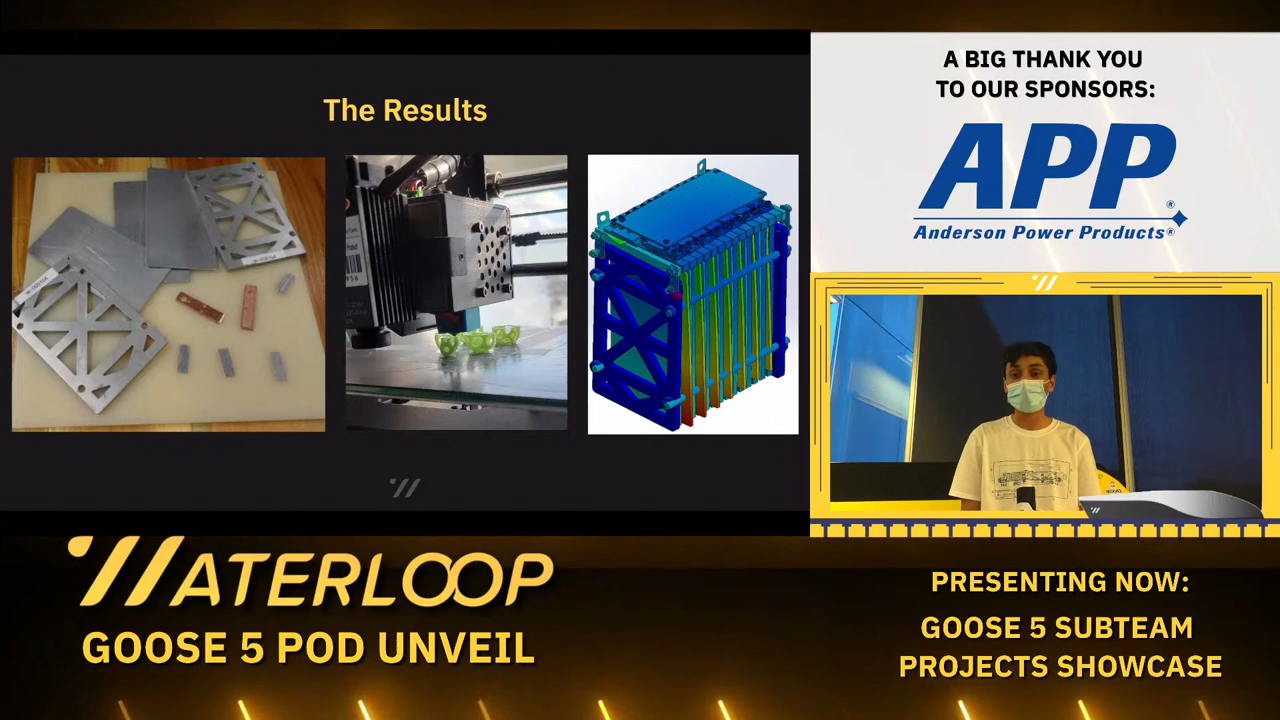 The Results
A BIG THANK YOU
TO OUR SPONSORS:
APP
®
Anderson Power Products®
WATERLOOP
GOOSE 5 POD UNVEIL
PRESENTING NOW:
GOOSE 5 SUBTEAM
PROJECTS SHOWCASE